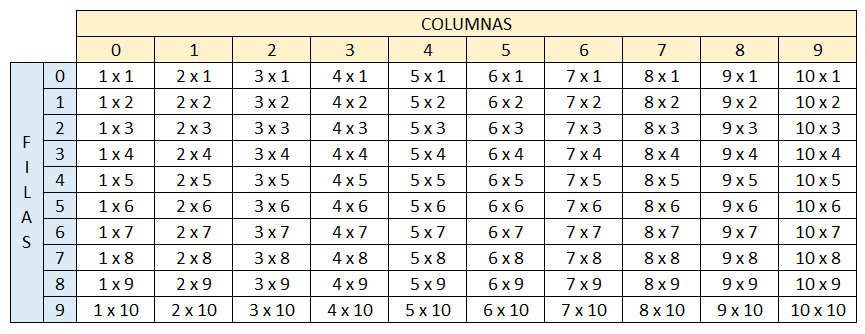 COLUMNAS
0 1 2 3 4 5 6 7 8 9
FILAS
0 1 x 1 2 x 1 3 x 1 4 x 1 5 x 1 6 x 1 7 x 1 8 x 1 9 x 1 10 x 1
1 1 x 2 2 x 2 3 x 2 4 x 2 5 x 2 6 x 2 7 x 2 8 x 2 9 x 2 10 x 2
2 1 x 3 2 x 3 3 x 3 4 x 3 5 x 3 6 x 3 7 x 3 8 x 3 9 x 3 10 x 3
3 1 x 4 2 x 4 3 x 4 4 x 4 5 x 4 6 x 4 7 x 4 8 x 4 9 x 4 10 x 4
4 1 x 5 2 x 5 3 x 5 4 x 5 5 x 5 6 x 5 7 x 5 8 x 5 9 x 5 10 x 5
5 1 x 6 2 x 6 3 x 6 4 x 6 5 x 6 6 x 6 7 x 6 8 x 6 9 x 6 10 x 6
6 1 x 7 2 x 7 3 x 7 4 x 7 5 x 7 6 x 7 7 x 7 8 x 7 9 x 7 10 x 7
7 1 x 8 2 x 8 3 x 8 4 x 8 5 x 8 6 x 8 7 x 8 8 x 8 9 x 8 10 x 8
8 1 x 9 2 x 9 3 x 9 4 x 9 5 x 9 6 x 9 7 x 9 8 x 9 9 x 9 10 x 9
9 1 x 10 2 x 10 3 x 10 4 x 10 5 x 10 6 x 10 7 x 10 8 x 10 9 x 10 10 x 10